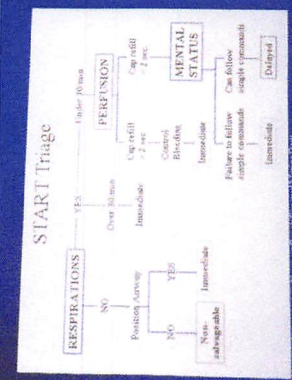 START Triage
RESPIRATIONS
NO
YES
Position Airway
Over 30/min
Under 30/min
NO
YES
Immediate
PERFUSION
Non-
salvageable
Immediate
Cap refill
> 2 sec
Cap refill
< 2 sec.
Control
Bleeding
MENTAL
STATUS
Immediate
Failure to follow
simple commands
Can follow
simple commands
Immediate
Delayed